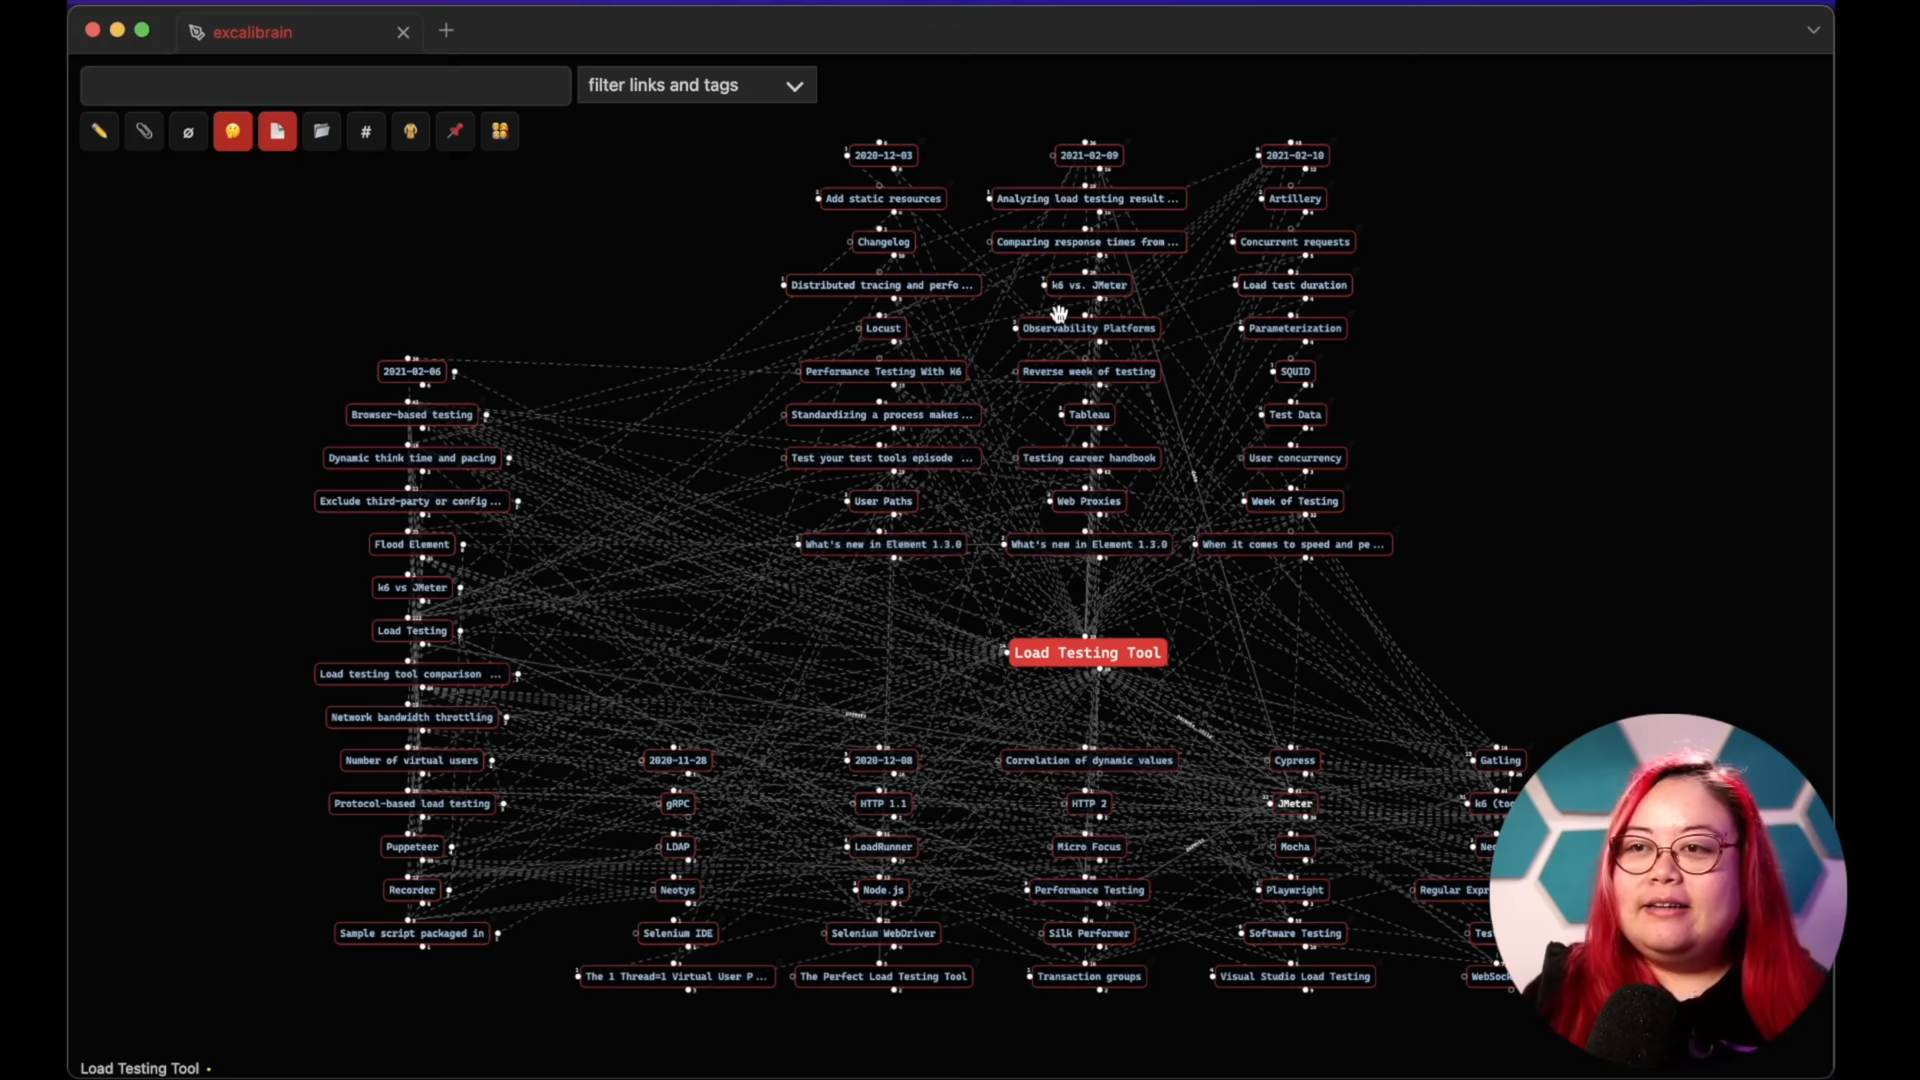 excalibrain
filter links and tags
#
2020-12-03
2021-02-09
2021-02-10
Add static resources
Analyzing load testing result ...
Artillery
Changelog
Comparing response times from ...
Concurrent requests
Distributed tracing and perfo ...
k6 vs. JMeter
Load test duration
Locust
Observability Platforms
Parameterization
2021-02-06
Performance Testing With K6
Reverse week of testing
SQUID
Browser-based testing
Standardizing a process makes ...
Tableau
Test Data
Dynamic think time and pacing
Test your test tools episode ...
Testing career handbook
User concurrency
Exclude third-party or config ...
User Paths
Web Proxies
Week of Testing
Flood Element
What's new in Element 1.3.0
What's new in Element 1.3.0
When it comes to speed and pe ...
k6 vs JMeter
Load Testing
Load Testing Tool
Load testing tool comparison ...
Network bandwidth throttling
Number of virtual users
2020-11-28
2020-12-08
Correlation of dynamic values
Cypress
Gatling
Protocol-based load testing
gRPC
HTTP 1.1
HTTP 2
JMeter
k6
Puppeteer
LDAP
LoadRunner
Micro Focus
Mocha
Recorder
Neotys
Node.js
Performance Testing
Playwright
Regular
Sample script packaged in
Selenium IDE
Selenium WebDriver
Silk Performer
Software Testing
The 1 Thread=1 Virtual User P ...
The Perfect Load Testing Tool
Transaction groups
Visual Studio Load Testing
Load Testing Tool